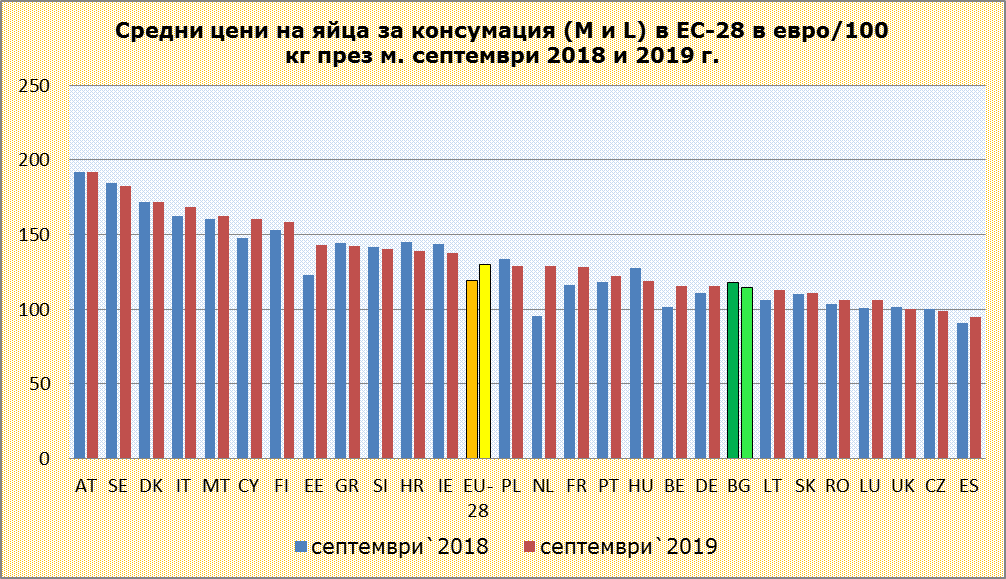 Средни цени на яйца за консумация (M и L) в ЕС-28 в евро/100
кг през м. септември 2018 и 2019 г.
250
200
150
100
50
0
AT SE DK IT MT CY FI EE GR SI HR IE EU- PL NL FR PT HU BE DE BG LT SK RO LU UK CZ ES
28
септември`2018 септември`2019